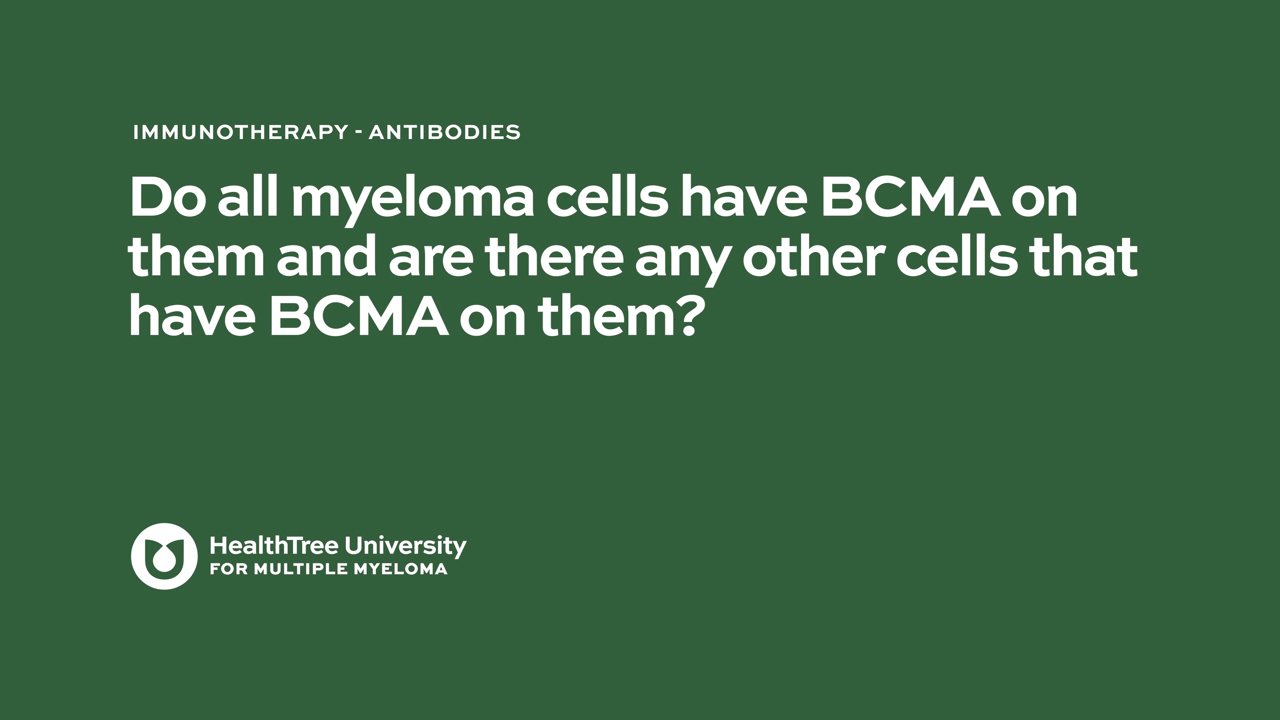 IMMUNOTHERAPY - ANTIBODIES
Do all myeloma cells have BCMA on
them and are there any other cells that
have BCMA on them?
HealthTree University
FOR MULTIPLE MYELOMA